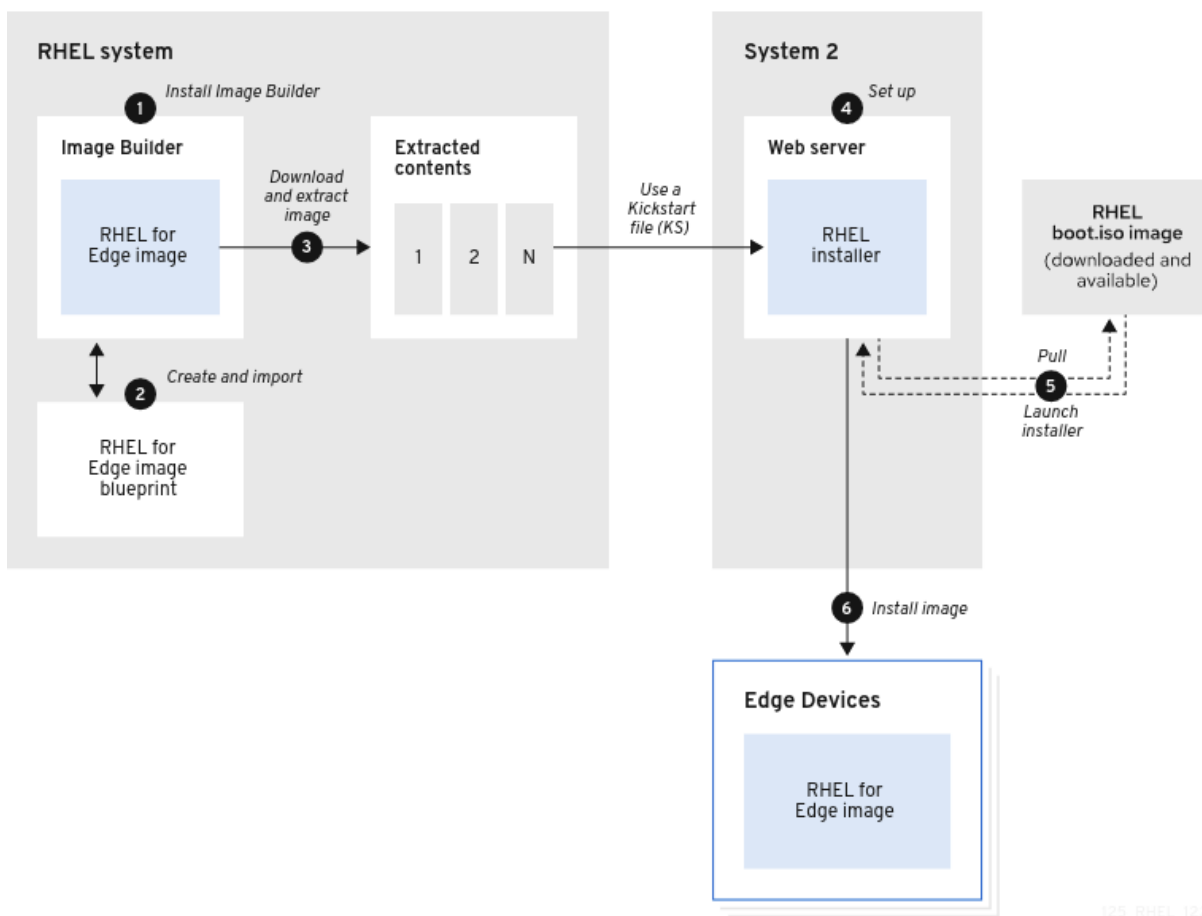 RHEL system
1
Install Image Builder
Image Builder
RHEL for
Edge image
Download
and extract
image
3
Extracted
contents
1
2
N
2
Create and import
RHEL for
Edge image
blueprint
Use a
Kickstart
file (KS)
System 2
4
Set up
Web server
RHEL
installer
RHEL
boot.iso image
(downloaded and
available)
Pull
5
Launch
installer
6
Install image
Edge Devices
RHEL for
Edge image